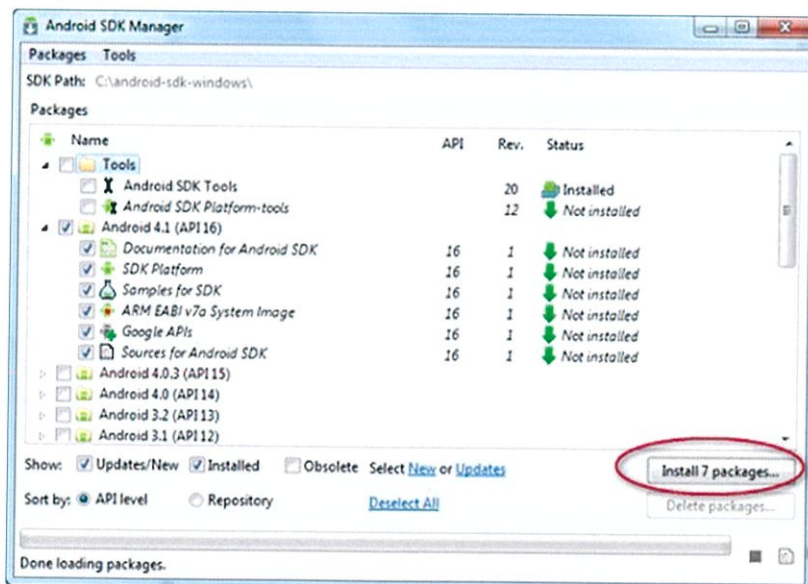 Android SDK Manager
Packages Tools
SDK Path: C:\android-sdk-windows\
Packages
Name API Rev. Status
Tools
Android SDK Tools 20 Installed
Android SDK Platform-tools 12 Not installed
Android 4.1 (API 16)
Documentation for Android SDK 16 1 Not installed
SDK Platform 16 1 Not installed
Samples for SDK 16 1 Not installed
ARM EABI v7a System Image 16 1 Not installed
Google APIs 16 1 Not installed
Sources for Android SDK 16 1 Not installed
Android 4.0.3 (API 15)
Android 4.0 (API 14)
Android 3.2 (API 13)
Android 3.1 (API 12)
Show: Updates/New Installed Obsolete Select New or Updates Install 7 packages...
Sort by: API level Repository Deselect All Delete packages...
Done loading packages.